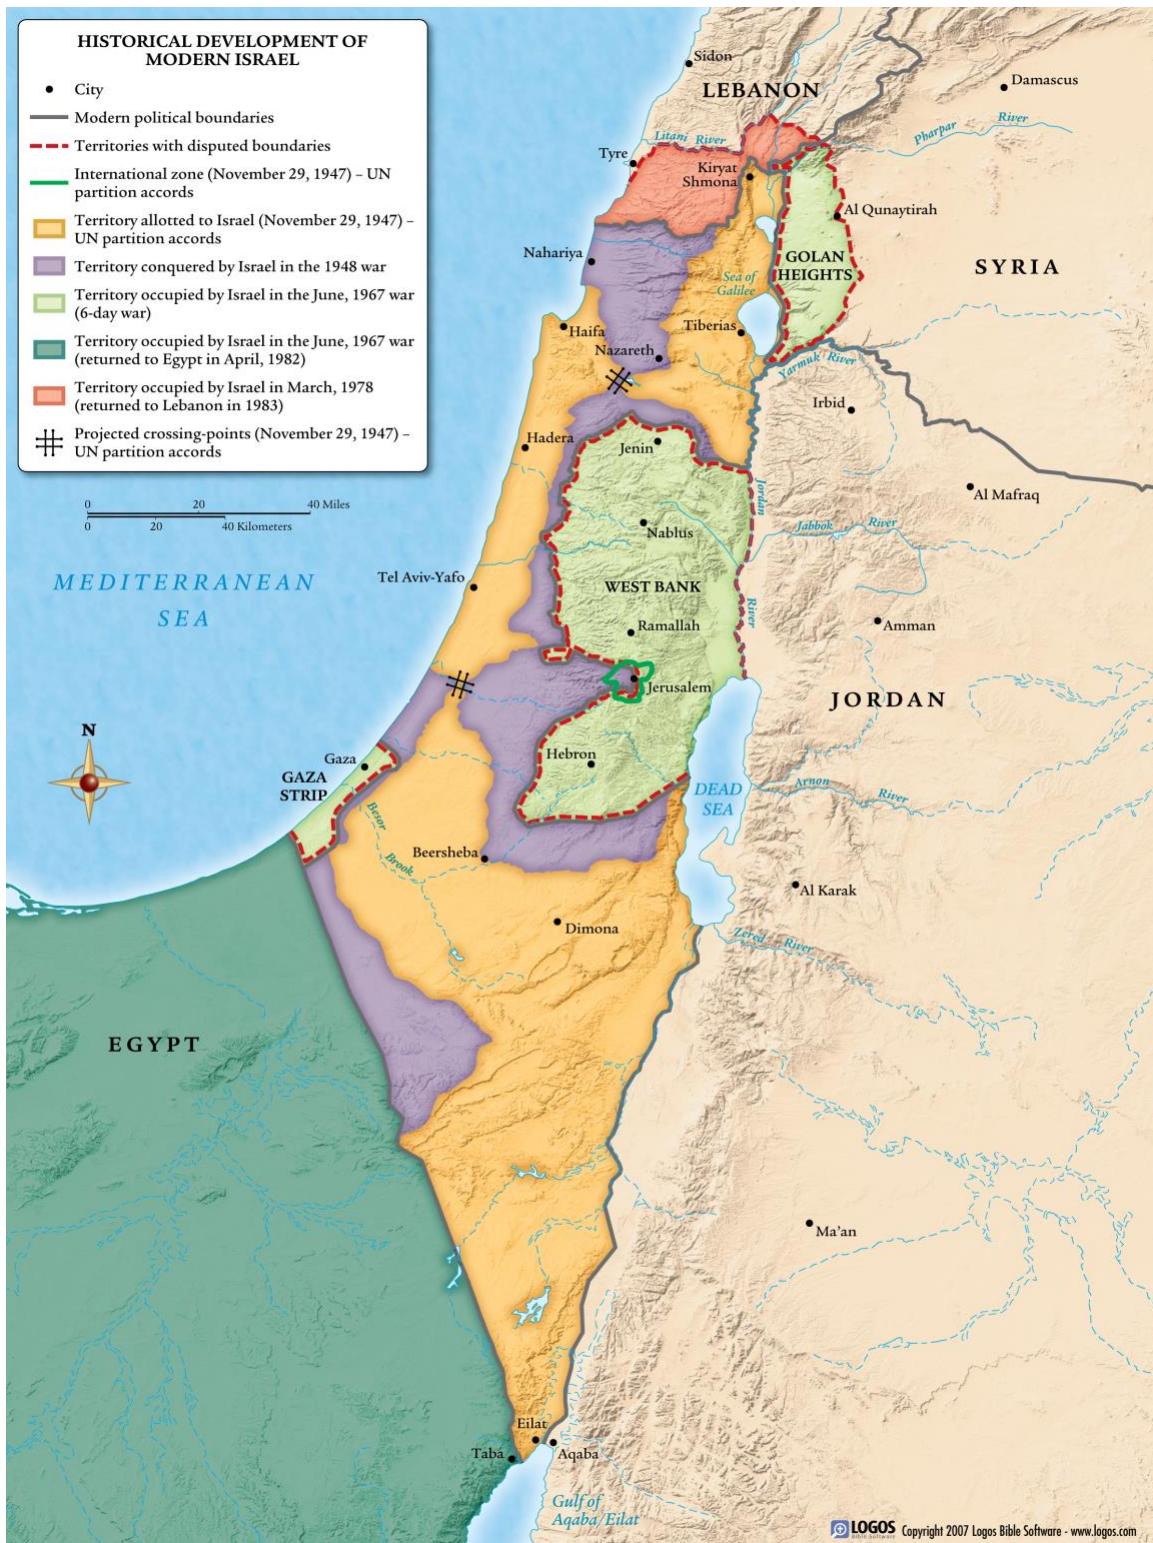 HISTORICAL DEVELOPMENT OF
MODERN ISRAEL
City
Modern political boundaries
Territories with disputed boundaries
International zone (November 29, 1947) – UN
partition accords
Territory allotted to Israel (November 29, 1947) –
UN partition accords
Territory conquered by Israel in the 1948 war
Territory occupied by Israel in the June, 1967 war
(6-day war)
Territory occupied by Israel in the June, 1967 war
(returned to Egypt in April, 1982)
Territory occupied by Israel in March, 1978
(returned to Lebanon in 1983)
Projected crossing-points (November 29, 1947) –
UN partition accords
0 20 40 Miles
0 20 40 Kilometers
Sidon
LEBANON
Damascus
Pharpar River
Litani River
Tyre
Kiryat
Shmona
Al Qunaytirah
Nahariya
GOLAN
HEIGHTS
SYRIA
Sea of
Galilee
Haifa
Tiberias
Nazareth
Yarmuk River
Irbid
Hadera
Jenin
Al Mafraq
Jordan
River
Nablus
Jabbok River
MEDITERRANEAN
SEA
Tel Aviv-Yafo
WEST BANK
Ramallah
Amman
Jerusalem
JORDAN
N
Gaza
GAZA
STRIP
Hebron
DEAD
SEA
Arnon River
Besor
Brook
Beersheba
Al Karak
Dimona
Zered River
EGYPT
Ma'an
Eilat
Taba
Aqaba
Gulf of
Aqaba/Eilat
LOGOS
Bible Software
Copyright 2007 Logos Bible Software - www.logos.com